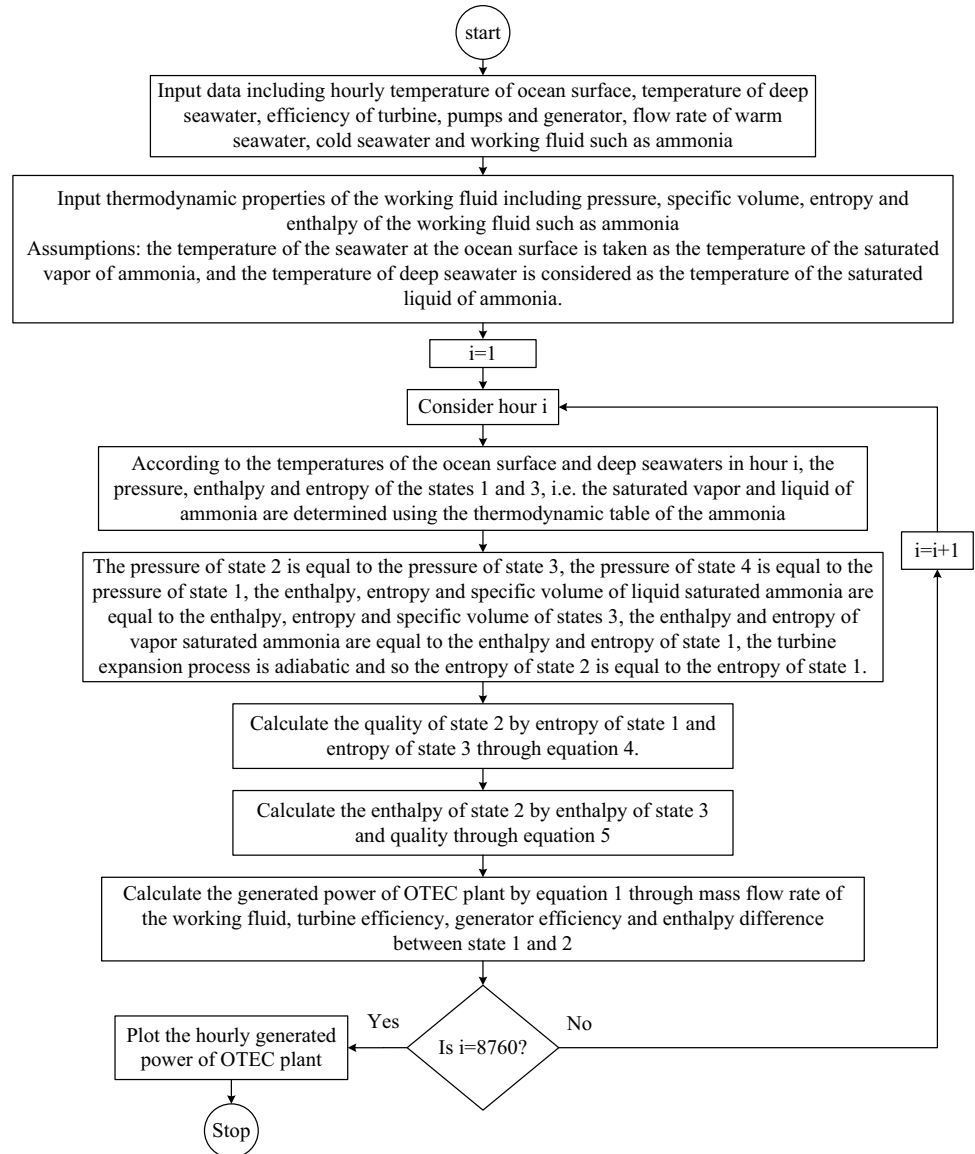 start
Input data including hourly temperature of ocean surface, temperature of deep
seawater, efficiency of turbine, pumps and generator, flow rate of warm
seawater, cold seawater and working fluid such as ammonia
Input thermodynamic properties of the working fluid including pressure, specific volume, entropy and
enthalpy of the working fluid such as ammonia
Assumptions: the temperature of the seawater at the ocean surface is taken as the temperature of the saturated
vapor of ammonia, and the temperature of deep seawater is considered as the temperature of the saturated
liquid of ammonia.
i=1
Consider hour i
According to the temperatures of the ocean surface and deep seawaters in hour i, the
pressure, enthalpy and entropy of the states 1 and 3, i.e. the saturated vapor and liquid of
ammonia are determined using the thermodynamic table of the ammonia
i=i+1
The pressure of state 2 is equal to the pressure of state 3, the pressure of state 4 is equal to the
pressure of state 1, the enthalpy, entropy and specific volume of liquid saturated ammonia are
equal to the enthalpy, entropy and specific volume of states 3, the enthalpy and entropy of
vapor saturated ammonia are equal to the enthalpy and entropy of state 1, the turbine
expansion process is adiabatic and so the entropy of state 2 is equal to the entropy of state 1.
Calculate the quality of state 2 by entropy of state 1 and
entropy of state 3 through equation 4.
Calculate the enthalpy of state 2 by enthalpy of state 3
and quality through equation 5
Calculate the generated power of OTEC plant by equation 1 through mass flow rate of
the working fluid, turbine efficiency, generator efficiency and enthalpy difference
between state 1 and 2
Is i=8760?
Yes
No
Plot the hourly generated
power of OTEC plant
Stop